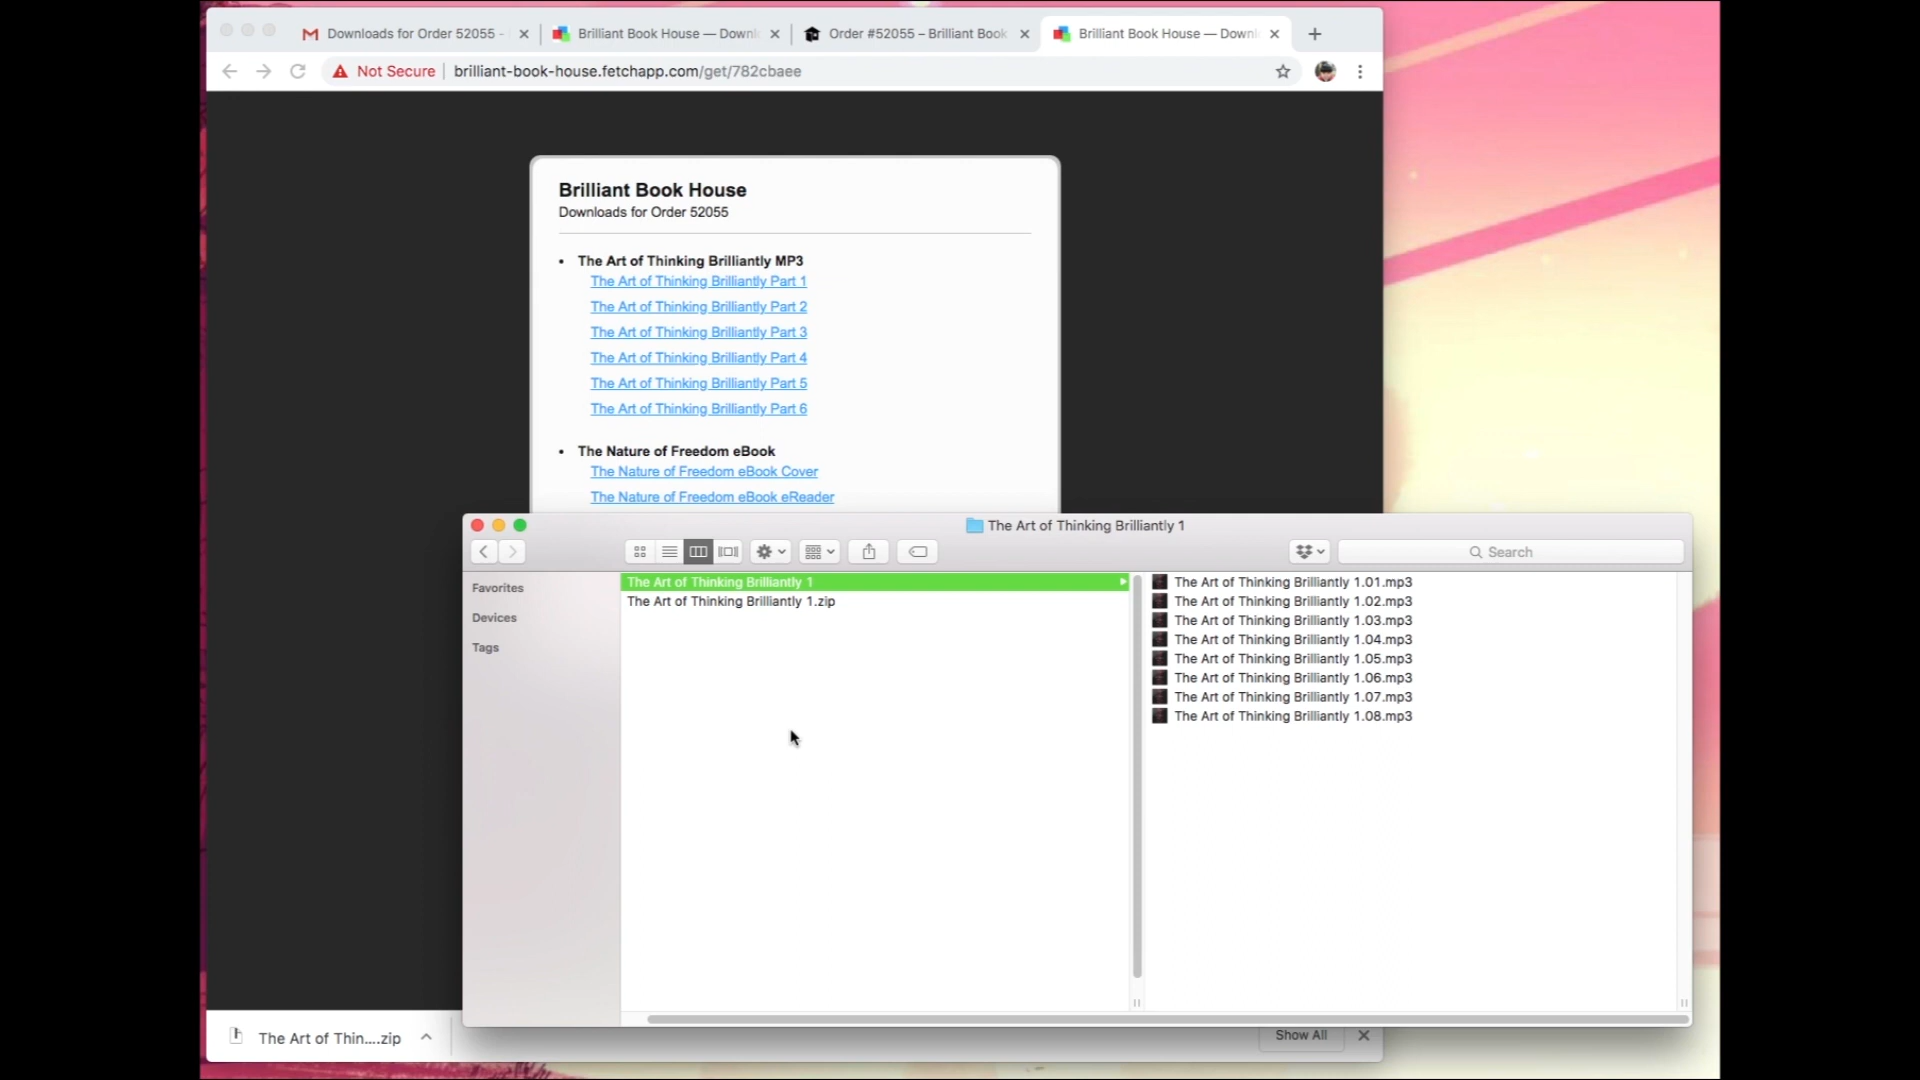 Downloads for Order 52055 -
Brilliant Book House — Downl
Order #52055 – Brilliant Book
Brilliant Book House — Downl
Not Secure
brilliant-book-house.fetchapp.com/get/782cbaee
Brilliant Book House
Downloads for Order 52055
• The Art of Thinking Brilliantly MP3
The Art of Thinking Brilliantly Part 1
The Art of Thinking Brilliantly Part 2
The Art of Thinking Brilliantly Part 3
The Art of Thinking Brilliantly Part 4
The Art of Thinking Brilliantly Part 5
The Art of Thinking Brilliantly Part 6
• The Nature of Freedom eBook
The Nature of Freedom eBook Cover
The Nature of Freedom eBook eReader
The Art of Thinking Brilliantly 1
Search
Favorites
Devices
Tags
The Art of Thinking Brilliantly 1
The Art of Thinking Brilliantly 1.zip
The Art of Thinking Brilliantly 1.01.mp3
The Art of Thinking Brilliantly 1.02.mp3
The Art of Thinking Brilliantly 1.03.mp3
The Art of Thinking Brilliantly 1.04.mp3
The Art of Thinking Brilliantly 1.05.mp3
The Art of Thinking Brilliantly 1.06.mp3
The Art of Thinking Brilliantly 1.07.mp3
The Art of Thinking Brilliantly 1.08.mp3
The Art of Thin....zip
Show All